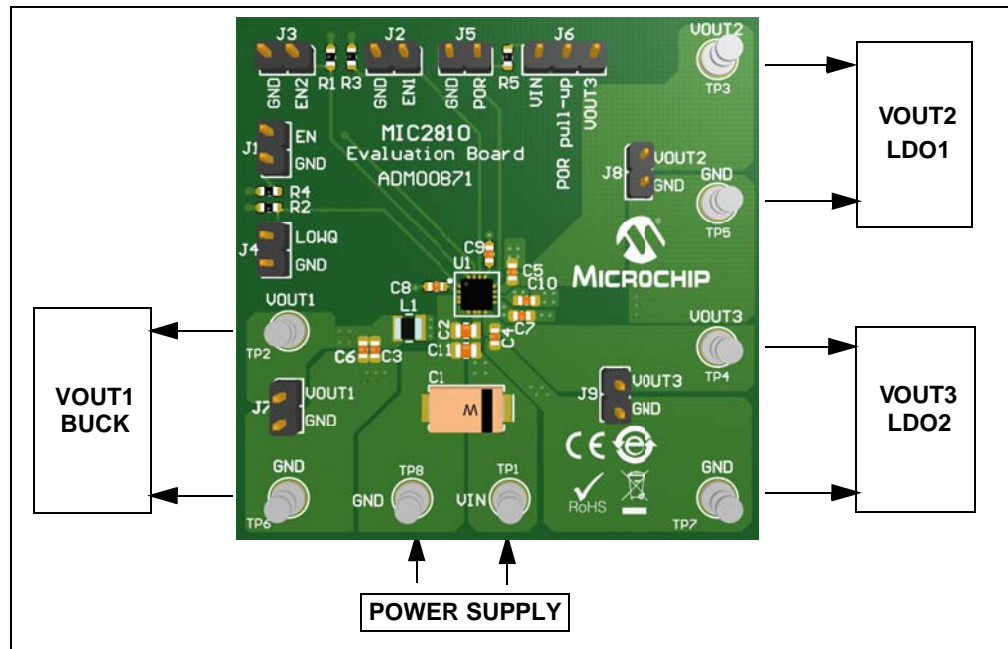 J3
J2
J5
J6
VOUT2
R1
R3
R5
GND
EN2
GND
EN1
GND
POR
VIN
POR pull-up
VOUT3
TP3
VOUT2
LDO1
MIC2810
Evaluation Board
ADM00871
J1
EN
GND
R4
R2
J4
LOWQ
GND
J8
VOUT2
GND
GND
TP5
MICROCHIP
C9
U1
C5
C8
C10
C7
L1
C2
C4
C11
C6
C3
VOUT1
TP2
VOUT3
TP4
VOUT1
BUCK
VOUT3
LDO2
J7
VOUT1
GND
C1
W
J9
VOUT3
GND
CE
e
RoHS
GND
TP6
TP8
GND
TP1
VIN
GND
TP7
POWER SUPPLY